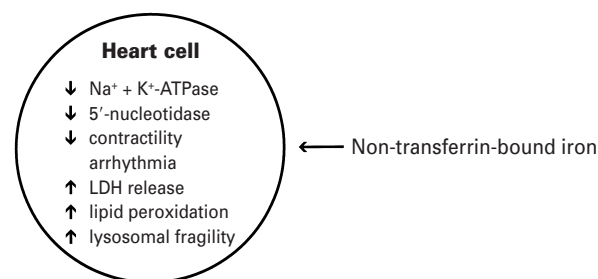 Heart cell
↓ Na⁺ + K⁺-ATPase
↓ 5′-nucleotidase
↓ contractility
arrhythmia
↑ LDH release
↑ lipid peroxidation
↑ lysosomal fragility
← Non-transferrin-bound iron